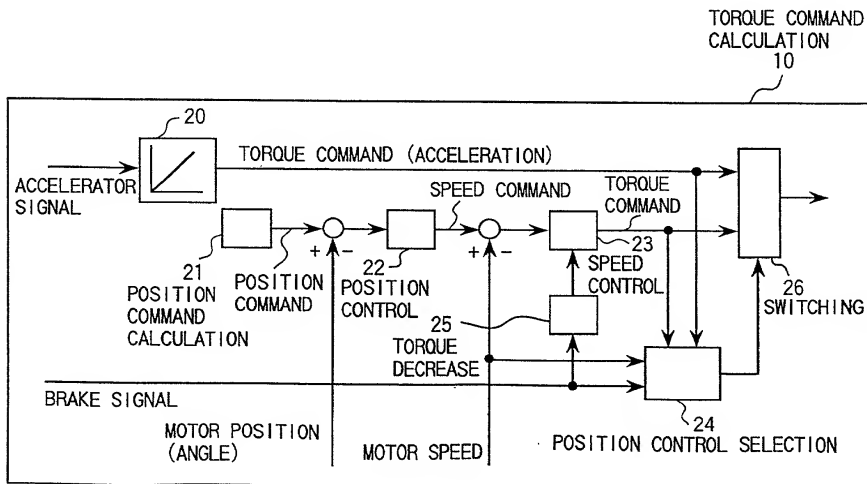 TORQUE COMMAND
CALCULATION
10
20
TORQUE COMMAND (ACCELERATION)
ACCELERATOR
SIGNAL
SPEED COMMAND
TORQUE
COMMAND
21
+ -
22
+ -
23
26
POSITION
COMMAND
CALCULATION
POSITION
COMMAND
POSITION
CONTROL
SPEED
CONTROL
SWITCHING
25
TORQUE
DECREASE
BRAKE SIGNAL
24
MOTOR POSITION
(ANGLE)
MOTOR SPEED
POSITION CONTROL SELECTION